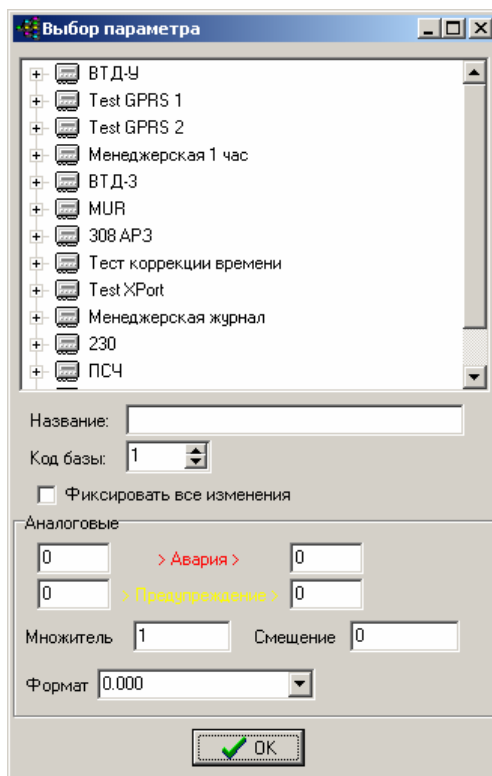 Выбор параметра
ВТД-У
Test GPRS 1
Test GPRS 2
Менеджерская 1 час
ВТД-3
MUR
308 АРЗ
Тест коррекции времени
Test XPort
Менеджерская журнал
230
ПСЧ
Название:
Код базы: 1
Фиксировать все изменения
Аналоговые
0 > Авария > 0
0 > Предупреждение > 0
Множитель 1 Смещение 0
Формат 0.000
OK